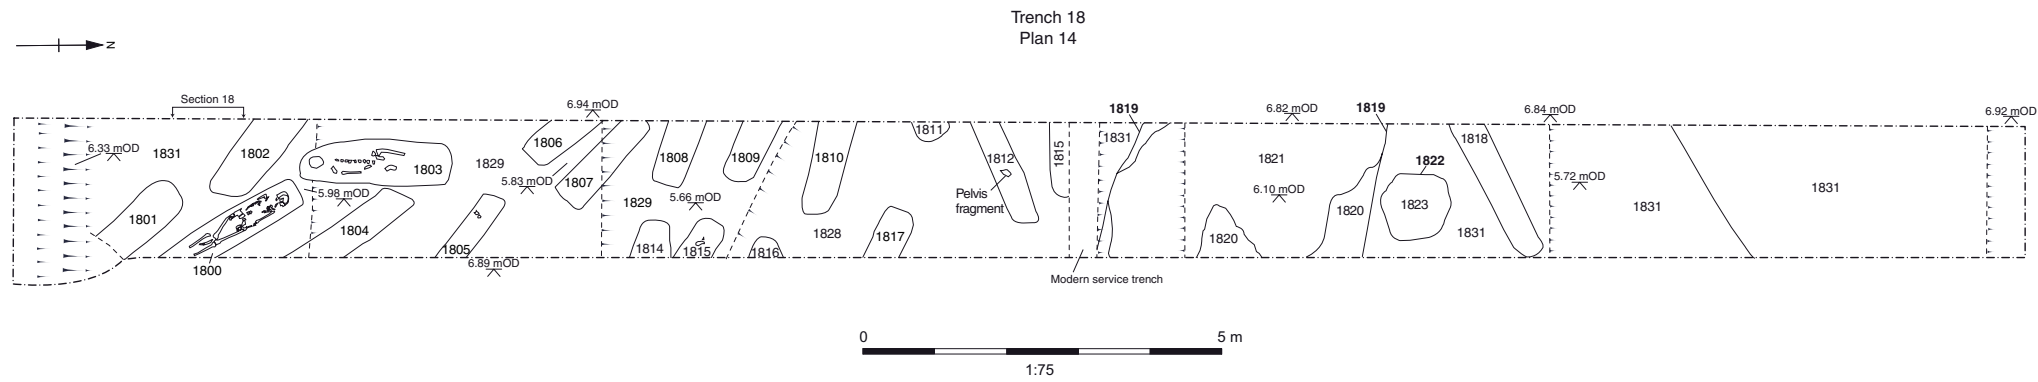 Trench 18
Plan 14
N
Section 18
6.94 mOD
1819
6.82 mOD
1819
6.84 mOD
6.92 mOD
6.33 mOD
1831
1802
1803
1829
1806
1808
1809
1810
1811
1812
1815
1831
1821
1822
1818
1831
5.83 mOD
1807
5.72 mOD
5.98 mOD
1829
5.66 mOD
Pelvis
fragment
6.10 mOD
1820
1823
1831
1831
1801
1804
1805
1814
1815
1816
1828
1817
1820
1800
6.89 mOD
Modern service trench
0
5 m
1:75